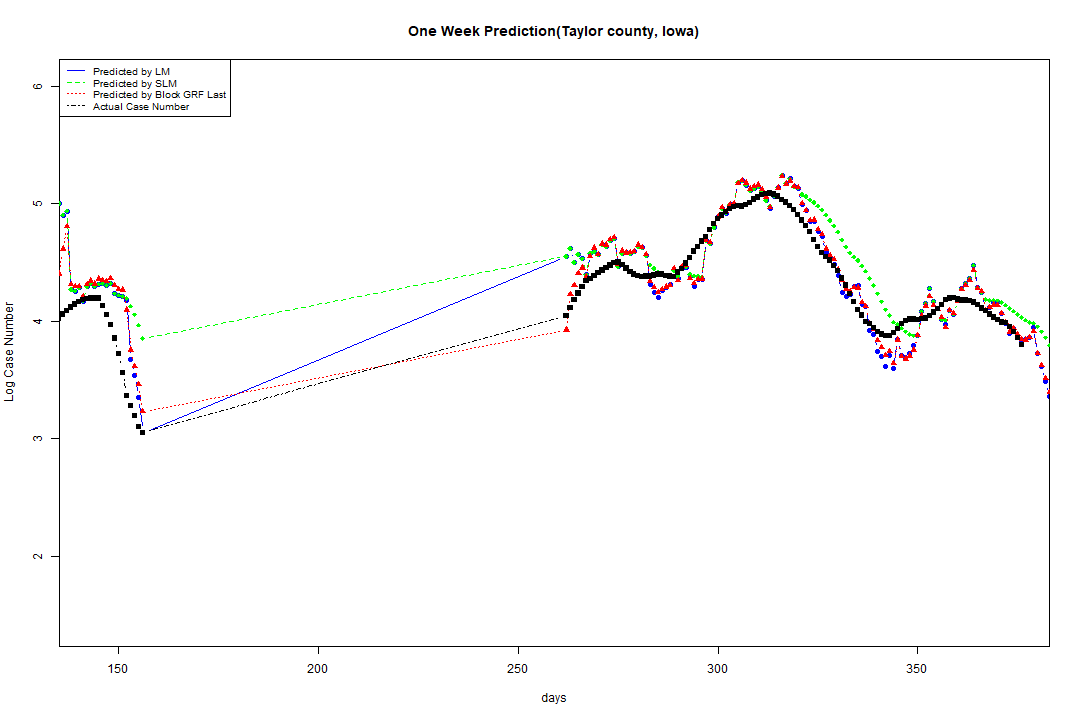 One Week Prediction(Taylor county, Iowa)
Predicted by LM
Predicted by SLM
Predicted by Block GRF Last
Actual Case Number
6
5
4
3
2
Log Case Number
150 200 250 300 350
days